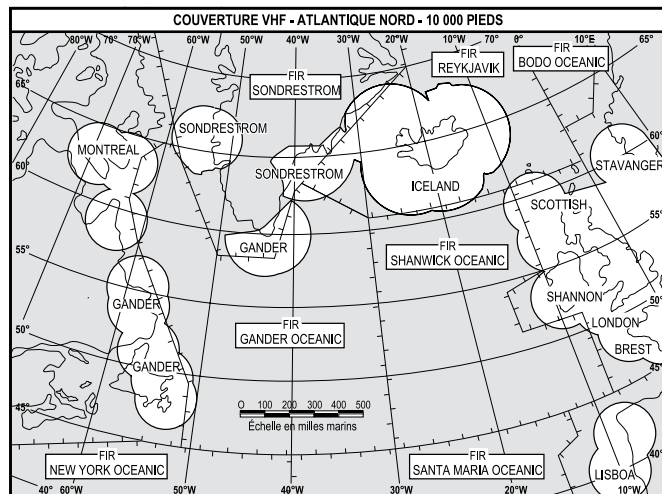 COUVERTURE VHF - ATLANTIQUE NORD - 10 000 PIEDS
80°W 70°W 60°W 50°W 40°W 30°W 20°W 10°W 0° 10°E 65°
FIR
SONDRESTROM
FIR
REYKJAVIK
FIR
BODO OCEANIC
65°
60°
MONTREAL
SONDRESTROM
SONDRESTROM
ICELAND
STAVANGER
60°
SCOTTISH
55°
GANDER
FIR
SHANWICK OCEANIC
55°
GANDER
SHANNON
50°
FIR
GANDER OCEANIC
LONDON
50°
BREST
GANDER
45°
45°
0 100 200 300 400 500
Échelle en milles marins
FIR
NEW YORK OCEANIC
FIR
SANTA MARIA OCEANIC
40°
LISBOA
40° 60°W 50°W 40°W 30°W 20°W 10°W